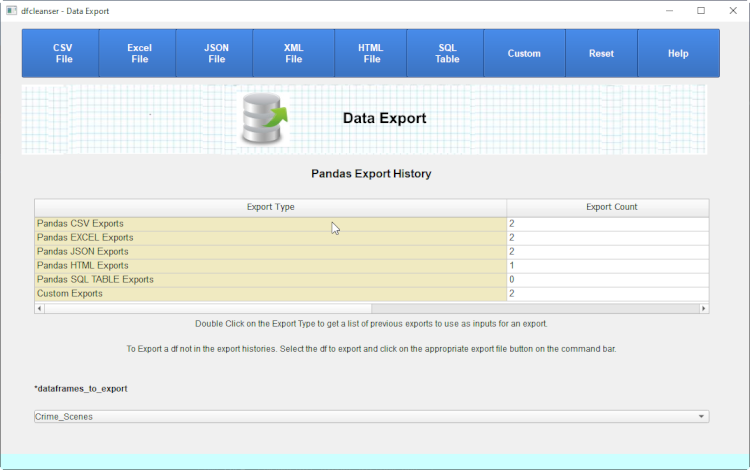 dfcleanser - Data Export
CSV File
Excel File
JSON File
XML File
HTML File
SQL Table
Custom
Reset
Help
Data Export
Pandas Export History
Export Type Export Count
Pandas CSV Exports 2
Pandas EXCEL Exports 2
Pandas JSON Exports 2
Pandas HTML Exports 1
Pandas SQL TABLE Exports 0
Custom Exports 2
Double Click on the Export Type to get a list of previous exports to use as inputs for an export.
To Export a df not in the export histories. Select the df to export and click on the appropriate export file button on the command bar.
*dataframes_to_export
Crime_Scenes